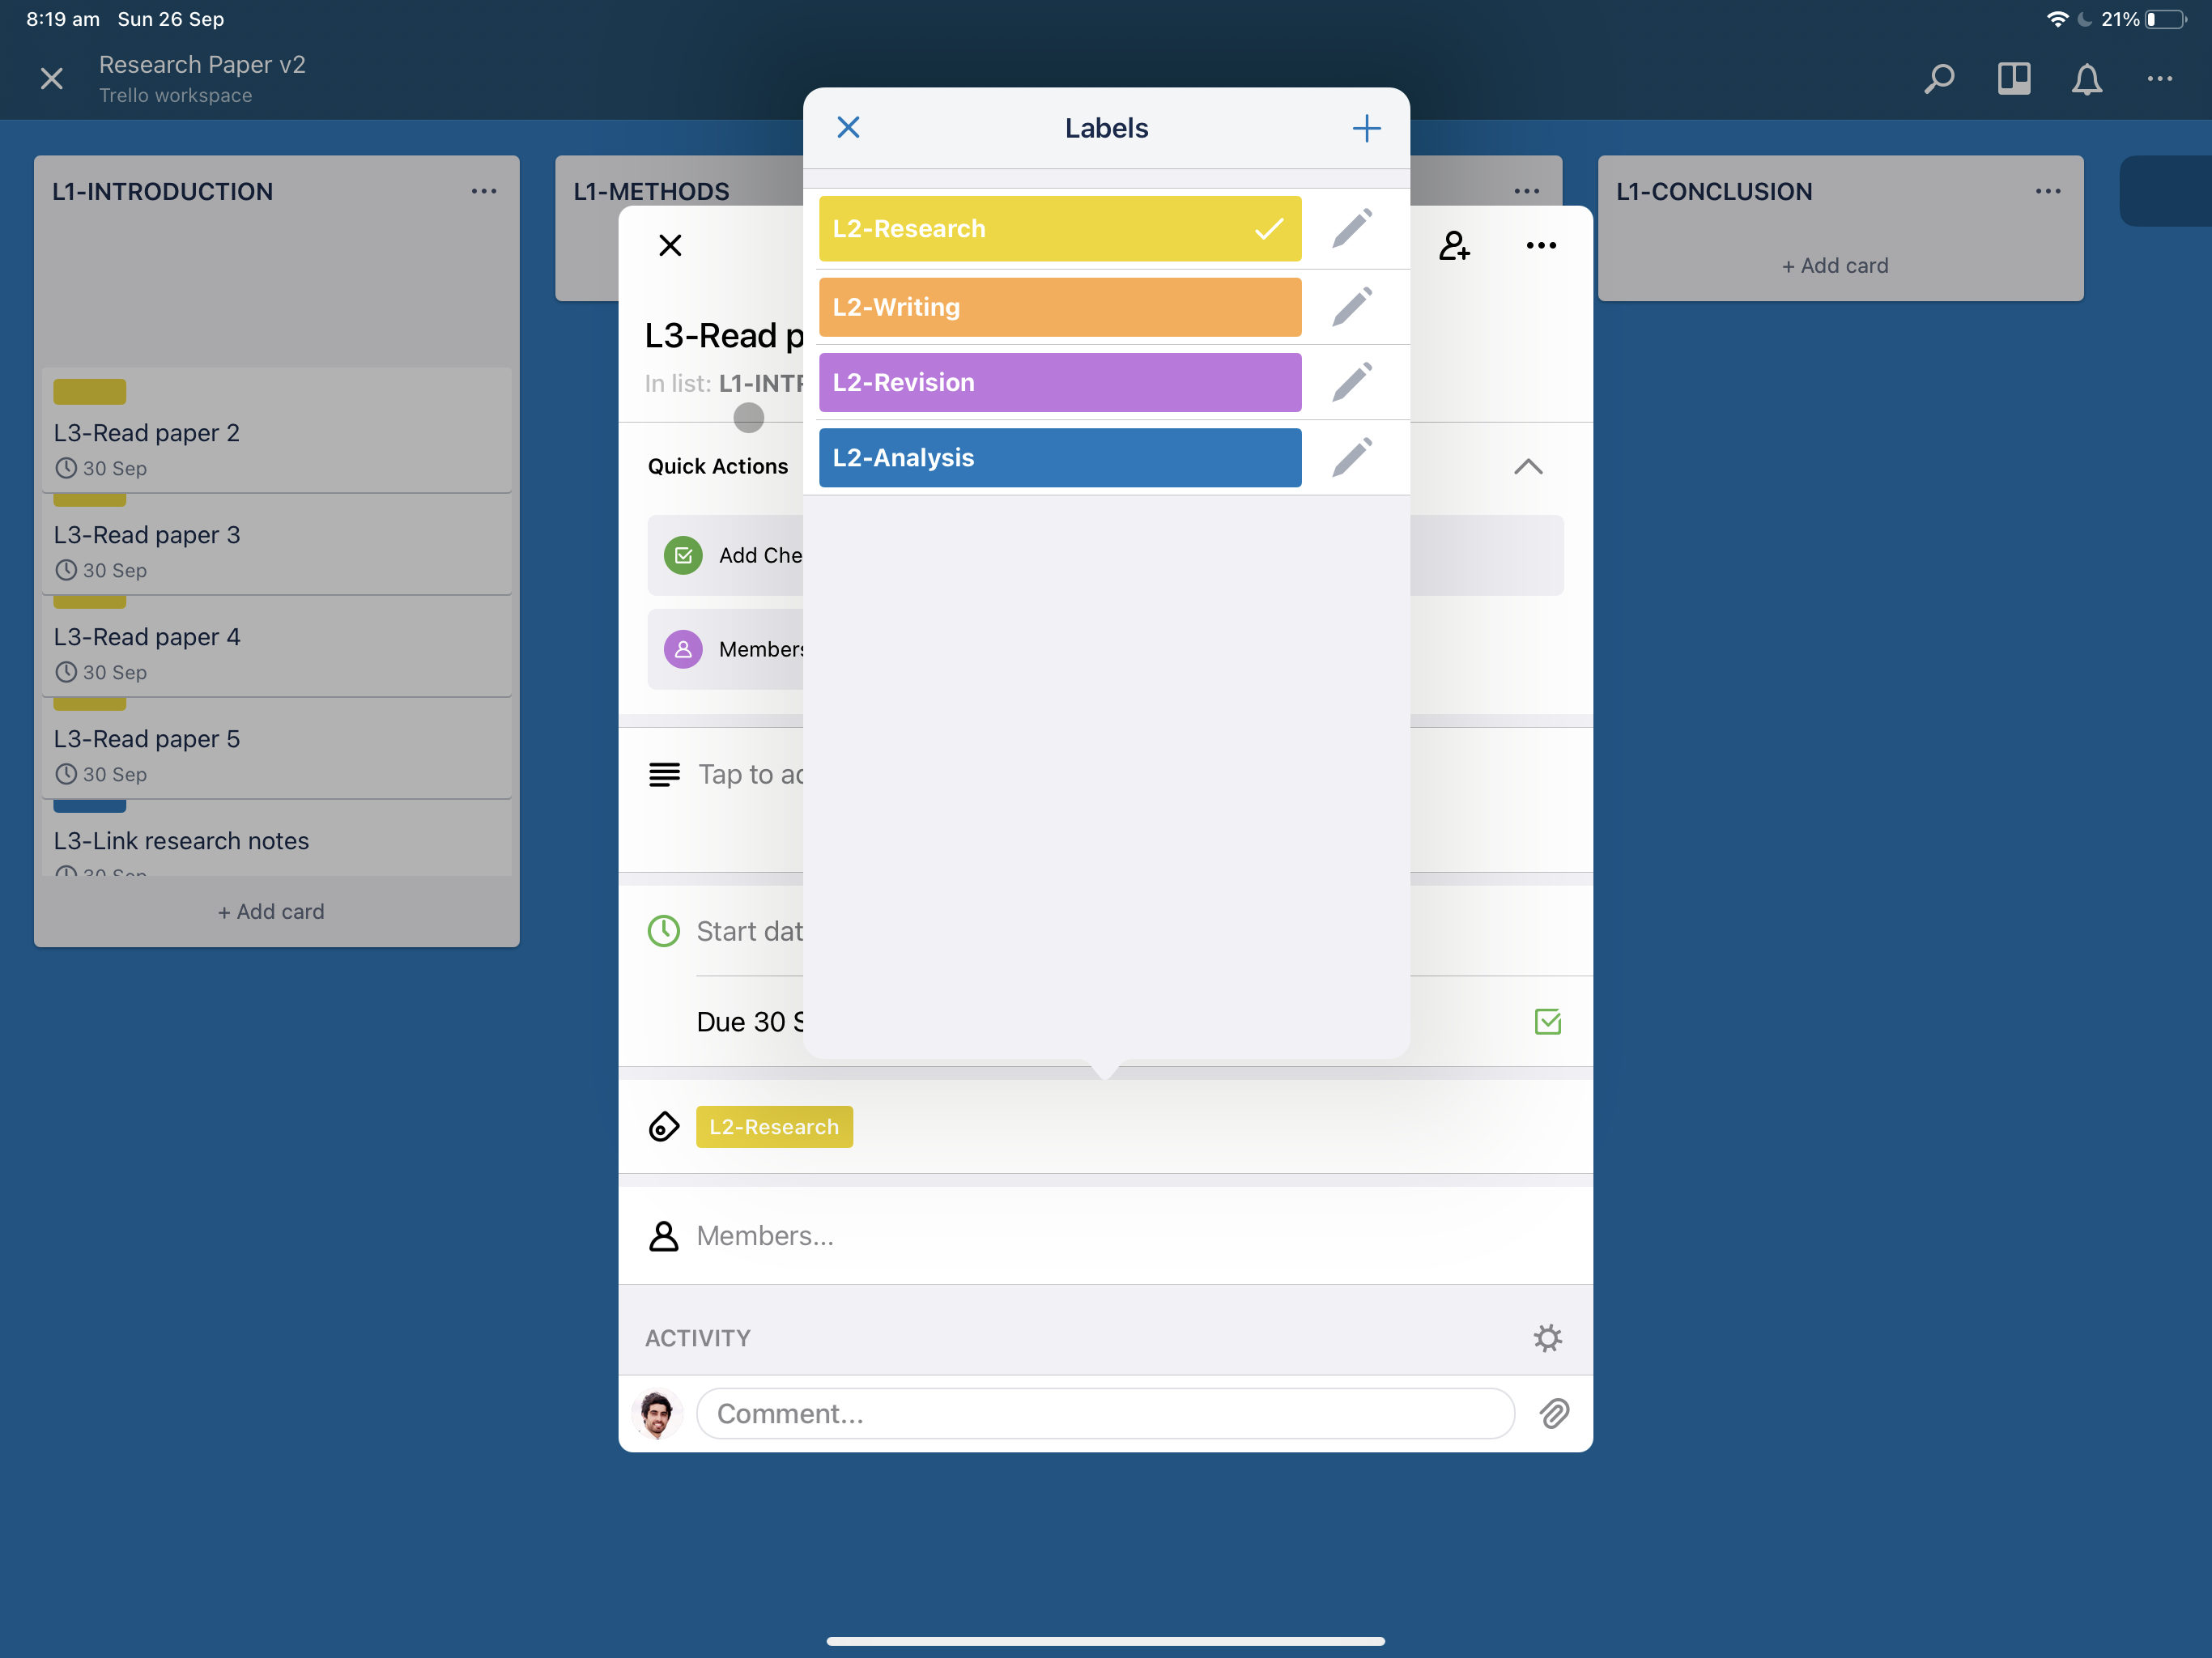 8:19 am Sun 26 Sep
21%
Research Paper v2
Trello workspace
L1-INTRODUCTION
L3-Read paper 2
30 Sep
L3-Read paper 3
30 Sep
L3-Read paper 4
30 Sep
L3-Read paper 5
30 Sep
L3-Link research notes
30 Sep
+ Add card
L1-METHODS
L1-CONCLUSION
+ Add card
Labels
L2-Research
L2-Writing
L2-Revision
L2-Analysis
L3-Read p
In list: L1-INTR
Quick Actions
Add Che
Members
Tap to ad
Start dat
Due 30 S
L2-Research
Members...
ACTIVITY
Comment...